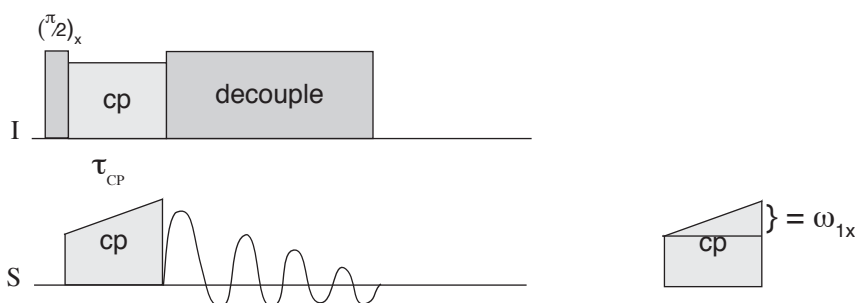 (π/2)x
cp
decouple
I
τCP
cp
S
cp
} = ω1x